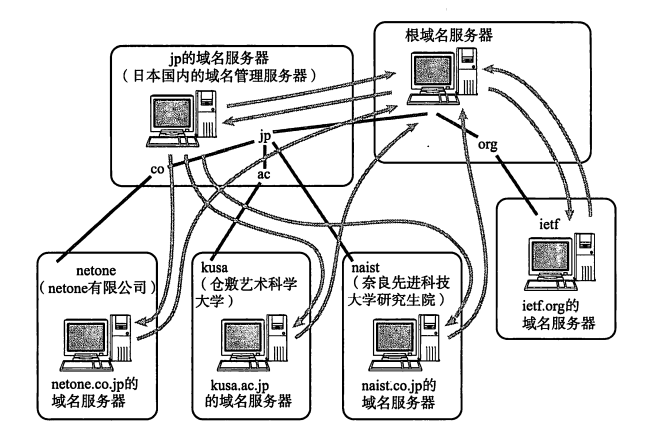 根域名服务器
jp的域名服务器
（日本国内的域名管理服务器）
jp
org
co
ac
ietf
netone
（netone有限公司）
kusa
（仓敷艺术科学
大学）
naist
（奈良先进科技
大学研究生院）
ietf.org的
域名服务器
netone.co.jp的
域名服务器
kusa.ac.jp
的域名服务器
naist.co.jp的
域名服务器